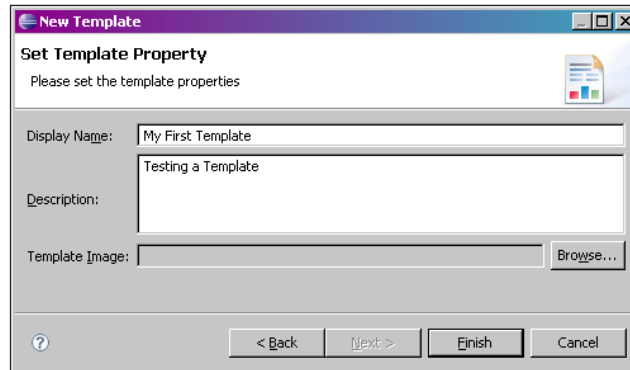 New Template
Set Template Property
Please set the template properties
Display Name: My First Template
Testing a Template
Description:
Template Image: Browse...
? < Back Next > Finish Cancel